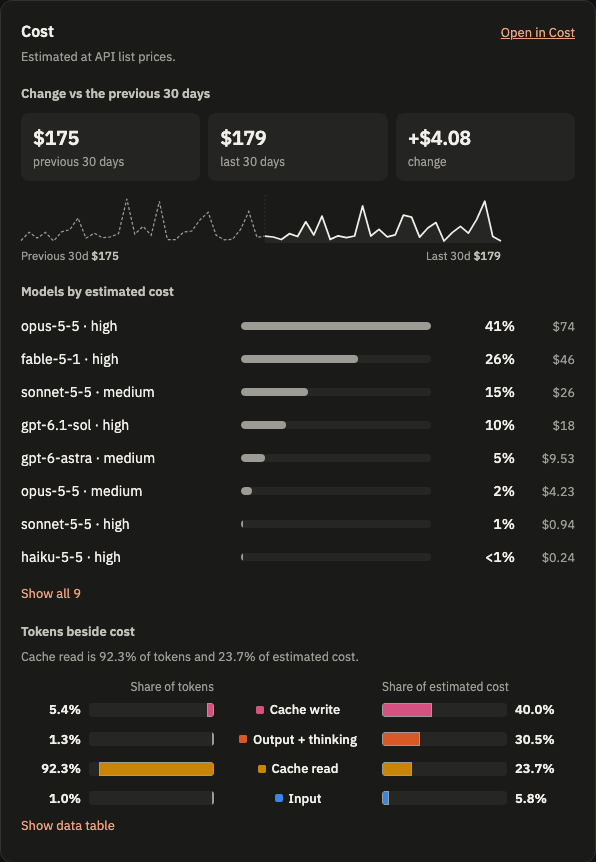 Cost
Open in Cost
Estimated at API list prices.
Change vs the previous 30 days
$175
previous 30 days
$179
last 30 days
+$4.08
change
Previous 30d $175
Last 30d $179
Models by estimated cost
opus-5-5 · high 41% $74
fable-5-1 · high 26% $46
sonnet-5-5 · medium 15% $26
gpt-6.1-sol · high 10% $18
gpt-6-astra · medium 5% $9.53
opus-5-5 · medium 2% $4.23
sonnet-5-5 · high 1% $0.94
haiku-5-5 · high <1% $0.24
Show all 9
Tokens beside cost
Cache read is 92.3% of tokens and 23.7% of estimated cost.
Share of tokens Share of estimated cost
5.4% Cache write 40.0%
1.3% Output + thinking 30.5%
92.3% Cache read 23.7%
1.0% Input 5.8%
Show data table